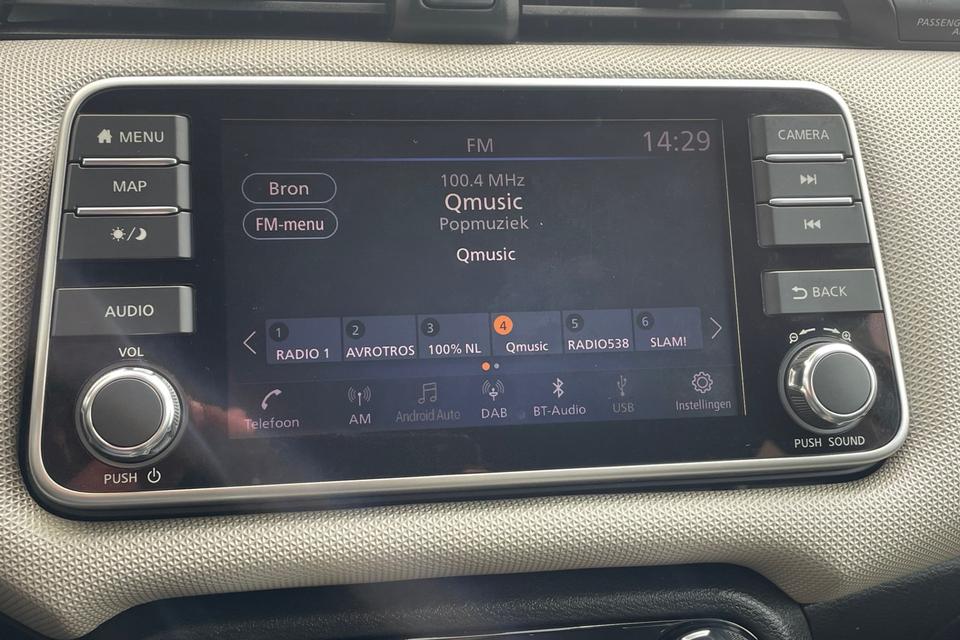 PASSENG
MENU
MAP
AUDIO
VOL
PUSH
FM
14:29
Bron
FM-menu
100.4 MHz
Qmusic
Popmuziek
Qmusic
1 RADIO 1
2 AVROTROS
3 100% NL
4 Qmusic
5 RADIO538
6 SLAM!
Telefoon
AM
Android Auto
DAB
BT-Audio
USB
Instellingen
CAMERA
BACK
PUSH SOUND